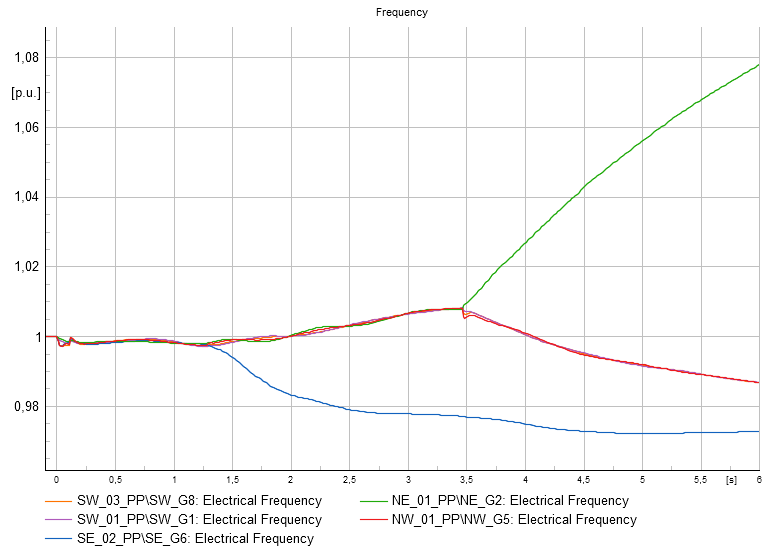 Frequency
1,08
[p.u.]
1,06
1,04
1,02
1
0,98
0 0,5 1 1,5 2 2,5 3 3,5 4 4,5 5 5,5 [s] 6
SW_03_PP\SW_G8: Electrical Frequency NE_01_PP\NE_G2: Electrical Frequency
SW_01_PP\SW_G1: Electrical Frequency NW_01_PP\NW_G5: Electrical Frequency
SE_02_PP\SE_G6: Electrical Frequency